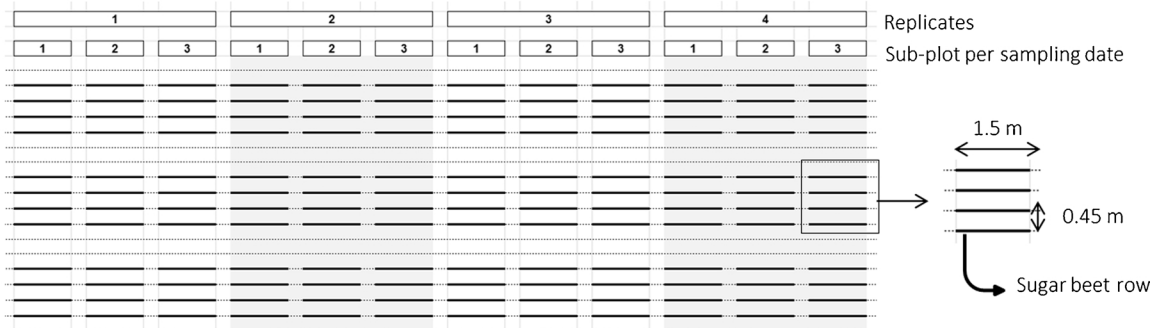 1 2 3 4 Replicates
1 2 3 1 2 3 1 2 3 1 2 3 Sub-plot per sampling date
1.5 m
0.45 m
Sugar beet row